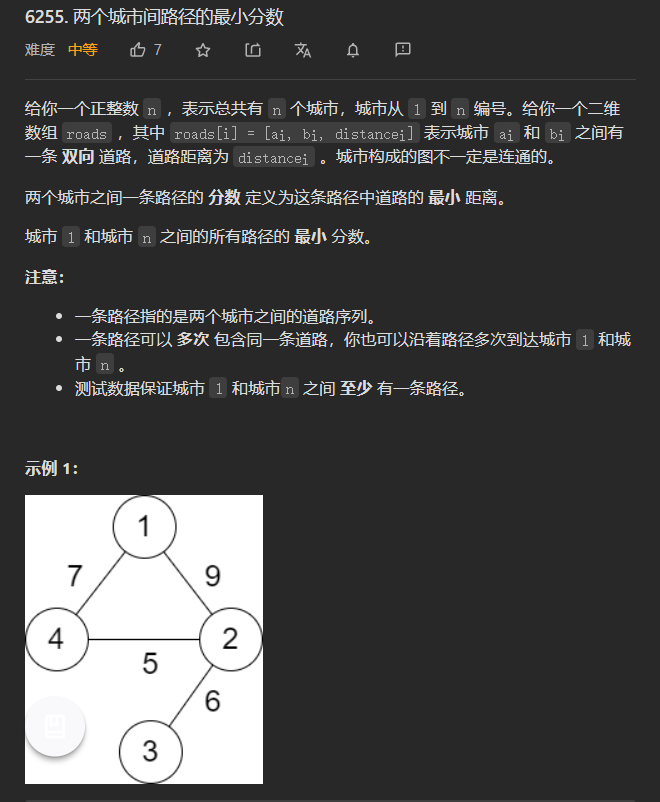 6255. 两个城市间路径的最小分数
难度 中等 7
给你一个正整数 n ，表示总共有 n 个城市，城市从 1 到 n 编号。给你一个二维
数组 roads ，其中 roads[i] = [ai, bi, distancei] 表示城市 ai 和 bi 之间有
一条 双向 道路，道路距离为 distancei 。城市构成的图不一定是连通的。
两个城市之间一条路径的 分数 定义为这条路径中道路的 最小 距离。
城市 1 和城市 n 之间的所有路径的 最小 分数。
注意：
• 一条路径指的是两个城市之间的道路序列。
• 一条路径可以 多次 包含同一条道路，你也可以沿着路径多次到达城市 1 和城
市 n 。
• 测试数据保证城市 1 和城市n 之间 至少 有一条路径。
示例 1：
1
7 9
4 2
5
6
3